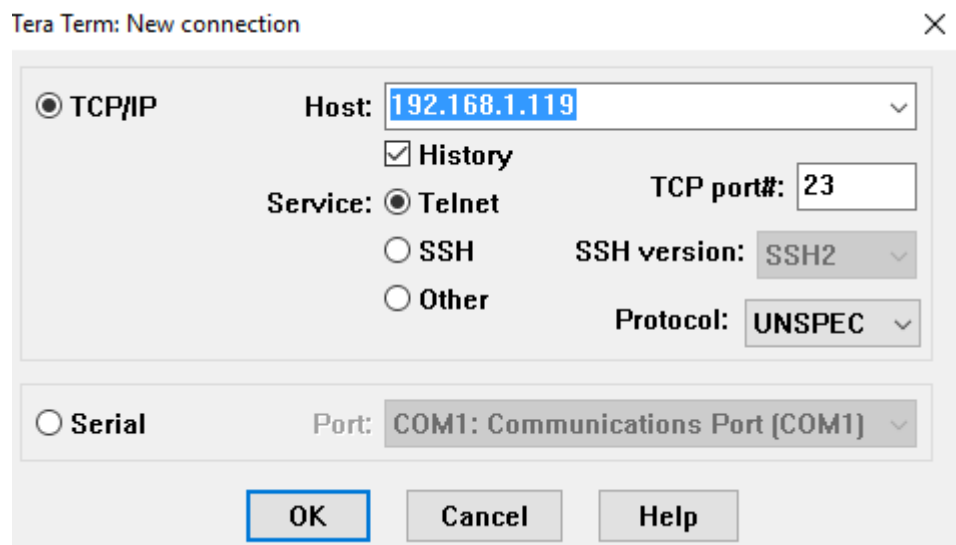 Tera Term: New connection
TCP/IP
Host: 192.168.1.119
History
Service: Telnet
TCP port#: 23
SSH
SSH version: SSH2
Other
Protocol: UNSPEC
Serial
Port: COM1: Communications Port (COM1)
OK
Cancel
Help